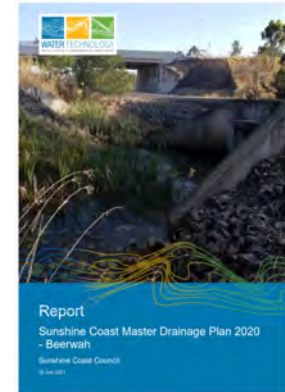 WATER TECHNOLOGY
Report
Sunshine Coast Master Drainage Plan 2020
- Beerwah
Sunshine Coast Council